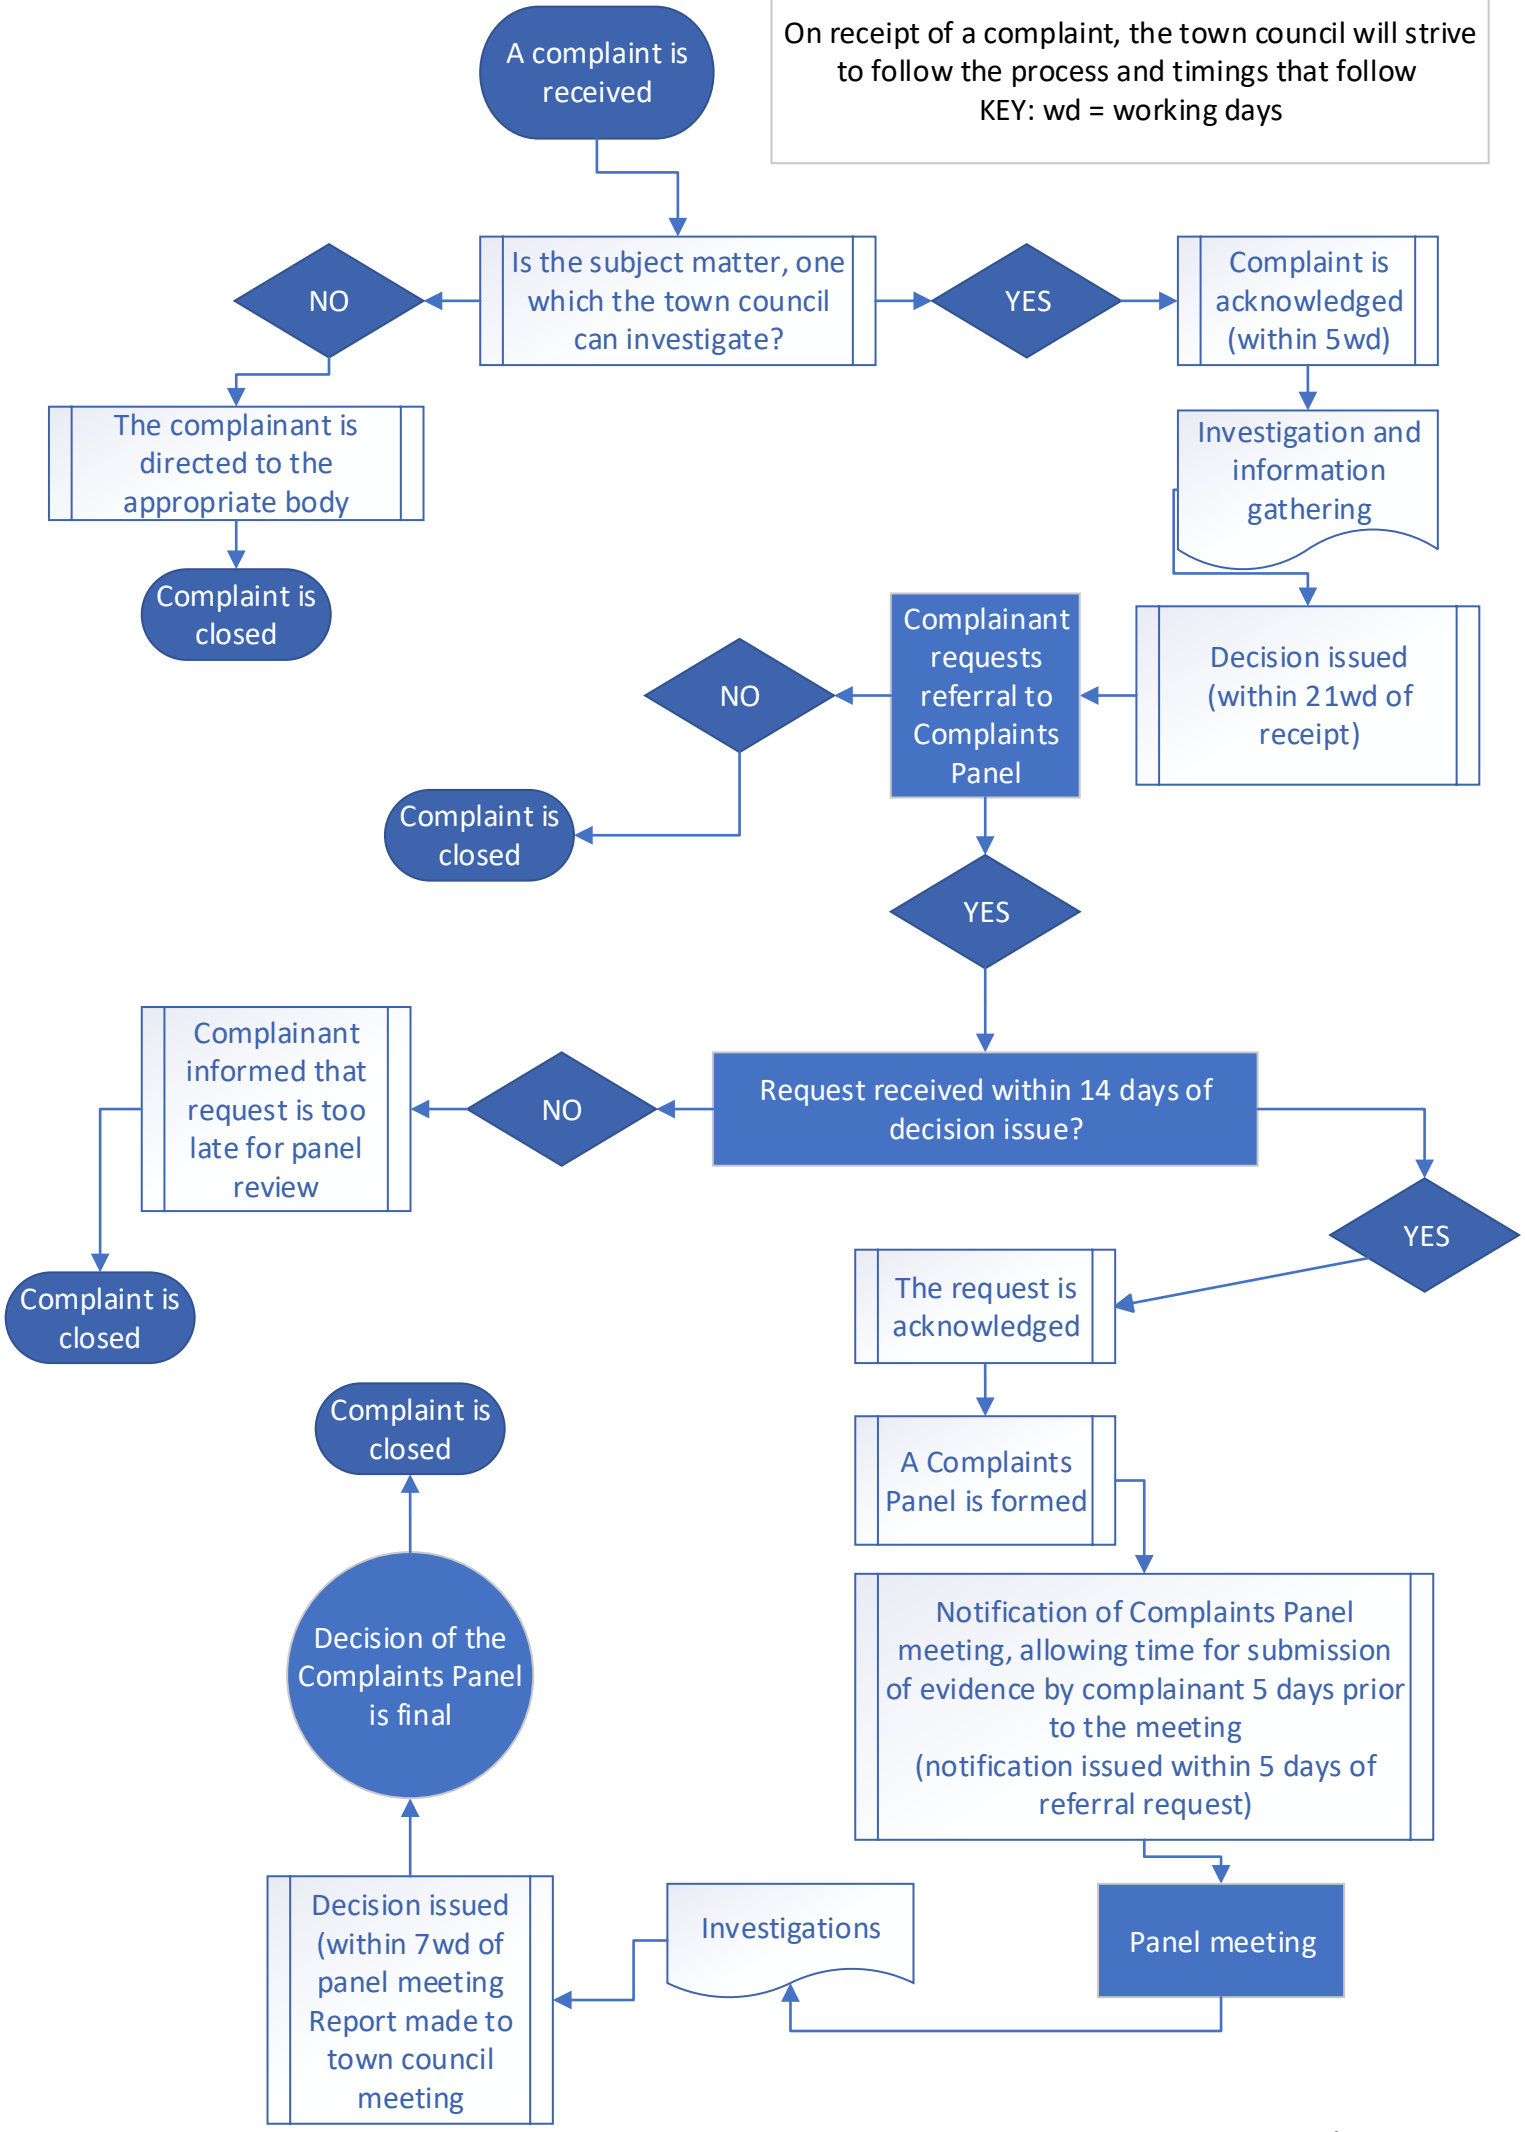 A complaint is
received
On receipt of a complaint, the town council will strive
to follow the process and timings that follow
KEY: wd = working days
NO
Is the subject matter, one
which the town council
can investigate?
YES
Complaint is
acknowledged
(within 5wd)
The complainant is
directed to the
appropriate body
Complaint is
closed
Investigation and
information
gathering
Decision issued
(within 21wd of
receipt)
Complainant
requests
referral to
Complaints
Panel
NO
Complaint is
closed
YES
Request received within 14 days of
decision issue?
NO
Complainant
informed that
request is too
late for panel
review
Complaint is
closed
YES
The request is
acknowledged
A Complaints
Panel is formed
Notification of Complaints Panel
meeting, allowing time for submission
of evidence by complainant 5 days prior
to the meeting
(notification issued within 5 days of
referral request)
Panel meeting
Investigations
Decision issued
(within 7wd of
panel meeting
Report made to
town council
meeting
Decision of the
Complaints Panel
is final
Complaint is
closed